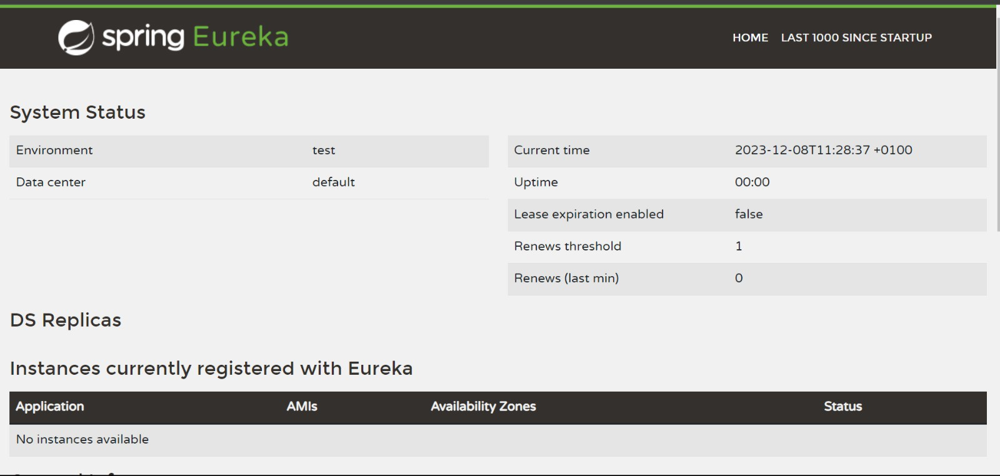 spring Eureka
HOME LAST 1000 SINCE STARTUP
System Status
Environment test
Data center default
Current time 2023-12-08T11:28:37 +0100
Uptime 00:00
Lease expiration enabled false
Renews threshold 1
Renews (last min) 0
DS Replicas
Instances currently registered with Eureka
Application AMIs Availability Zones Status
No instances available